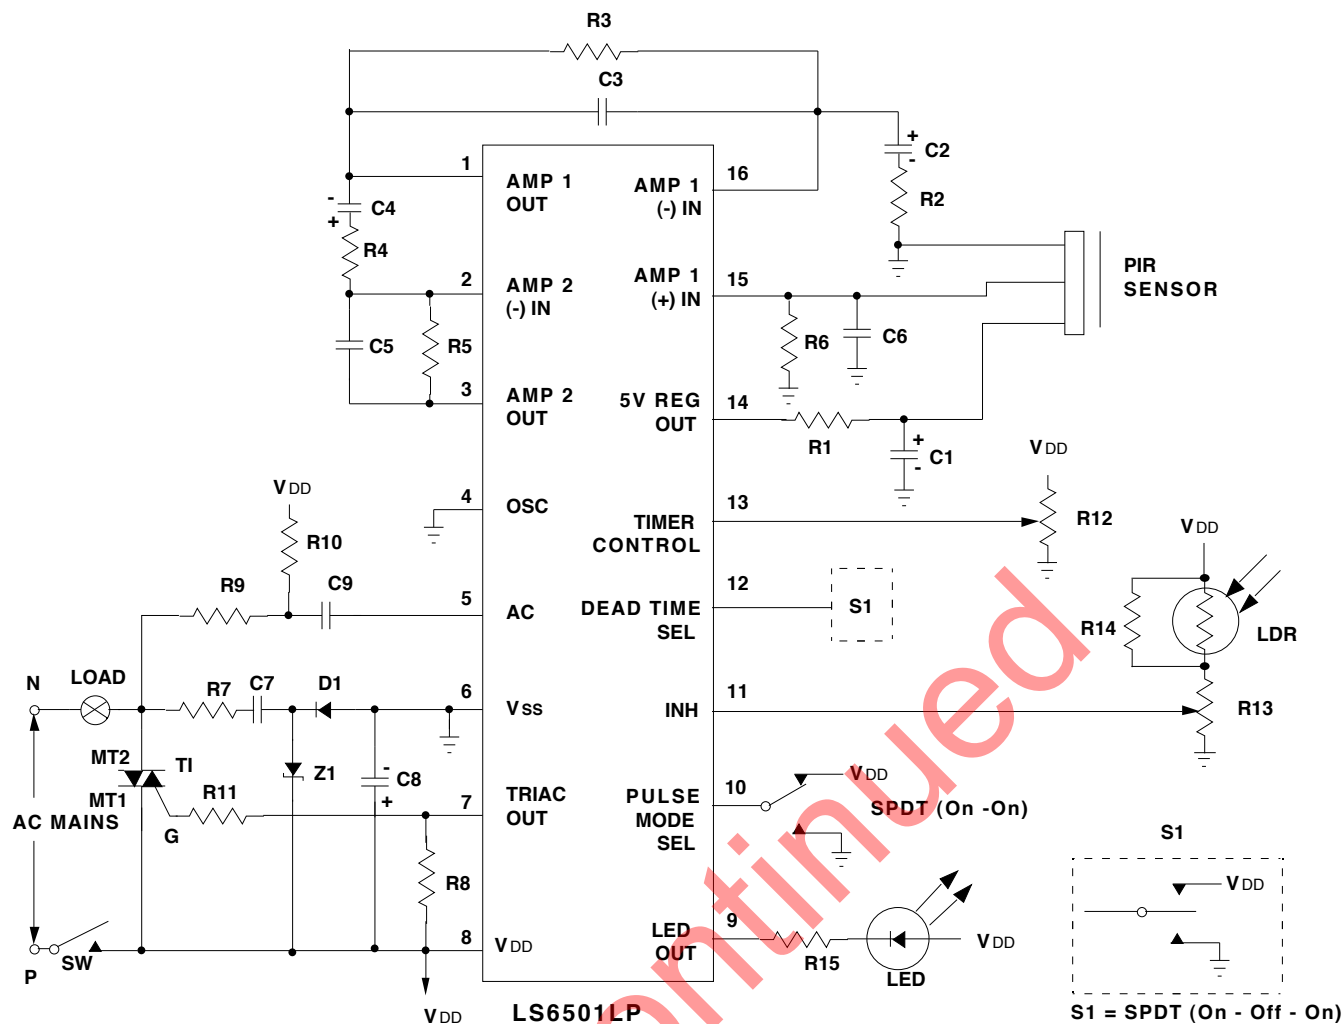 R3
C3
1
AMP 1
OUT
AMP 1
(-) IN
16
+
C2
-
R2
-
C4
+
R4
2
AMP 2
(-) IN
AMP 1
(+) IN
15
PIR
SENSOR
C5
R5
R6
C6
3
AMP 2
OUT
5V REG
OUT
14
R1
+
C1
-
VDD
4
OSC
TIMER
CONTROL
13
VDD
R12
R10
R9
C9
5
AC
DEAD TIME
SEL
12
S1
VDD
R14
LDR
N
LOAD
R7
C7
D1
6
VSS
INH
11
R13
MT2
TI
MT1
Z1
-
C8
+
AC MAINS
R11
G
7
TRIAC
OUT
PULSE
MODE
SEL
10
VDD
SPDT (On -On)
R8
P
SW
8
VDD
LED
OUT
9
R15
LED
VDD
S1
VDD
VDD
LS6501LP
S1 = SPDT (On - Off - On)
ontinued